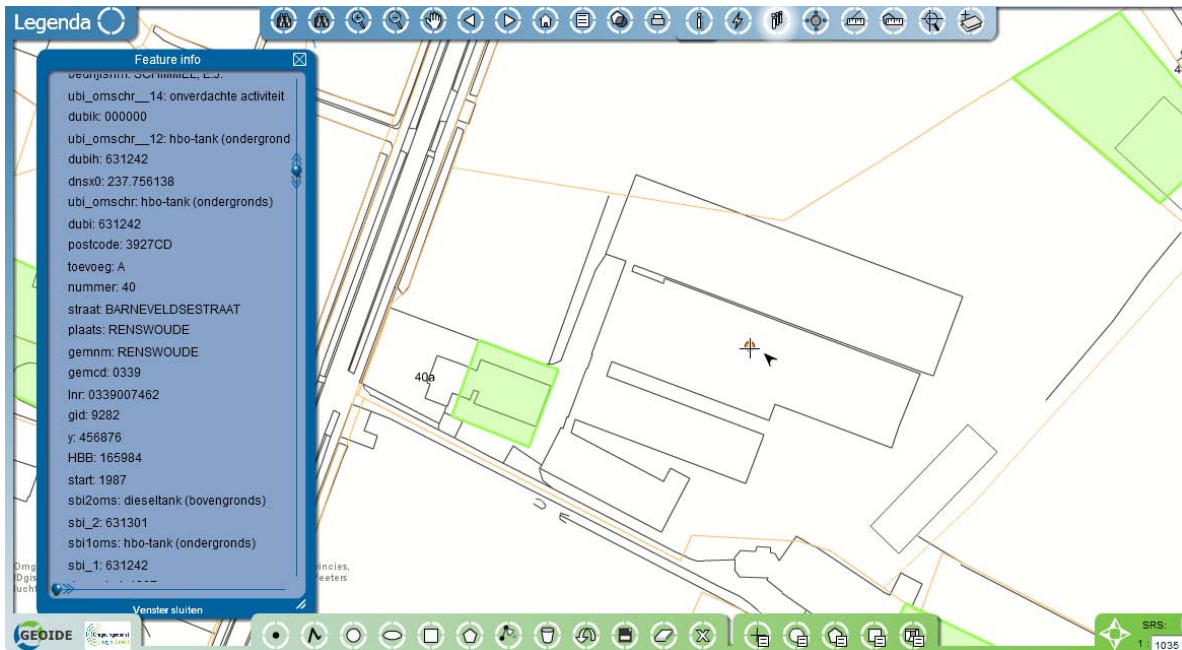 Legenda
Feature info
bedrijfsnm: SCHIMMEL, E.J.
ubi_omschr__14: onverdachte activiteit
dubik: 000000
ubi_omschr__12: hbo-tank (ondergrond
dubih: 631242
dnsx0: 237.756138
ubi_omschr: hbo-tank (ondergronds)
dubi: 631242
postcode: 3927CD
toevoeg: A
nummer: 40
straat: BARNEVELDSESTRAAT
plaats: RENSWOUDE
gemnm: RENSWOUDE
gemcd: 0339
lnr: 0339007462
gid: 9282
y: 456876
HBB: 165984
start: 1987
sbi2oms: dieseltank (bovengronds)
sbi_2: 631301
sbi1oms: hbo-tank (ondergronds)
sbi_1: 631242
Venster sluiten
40a
GEOIDE
SRS:
1 : 1035